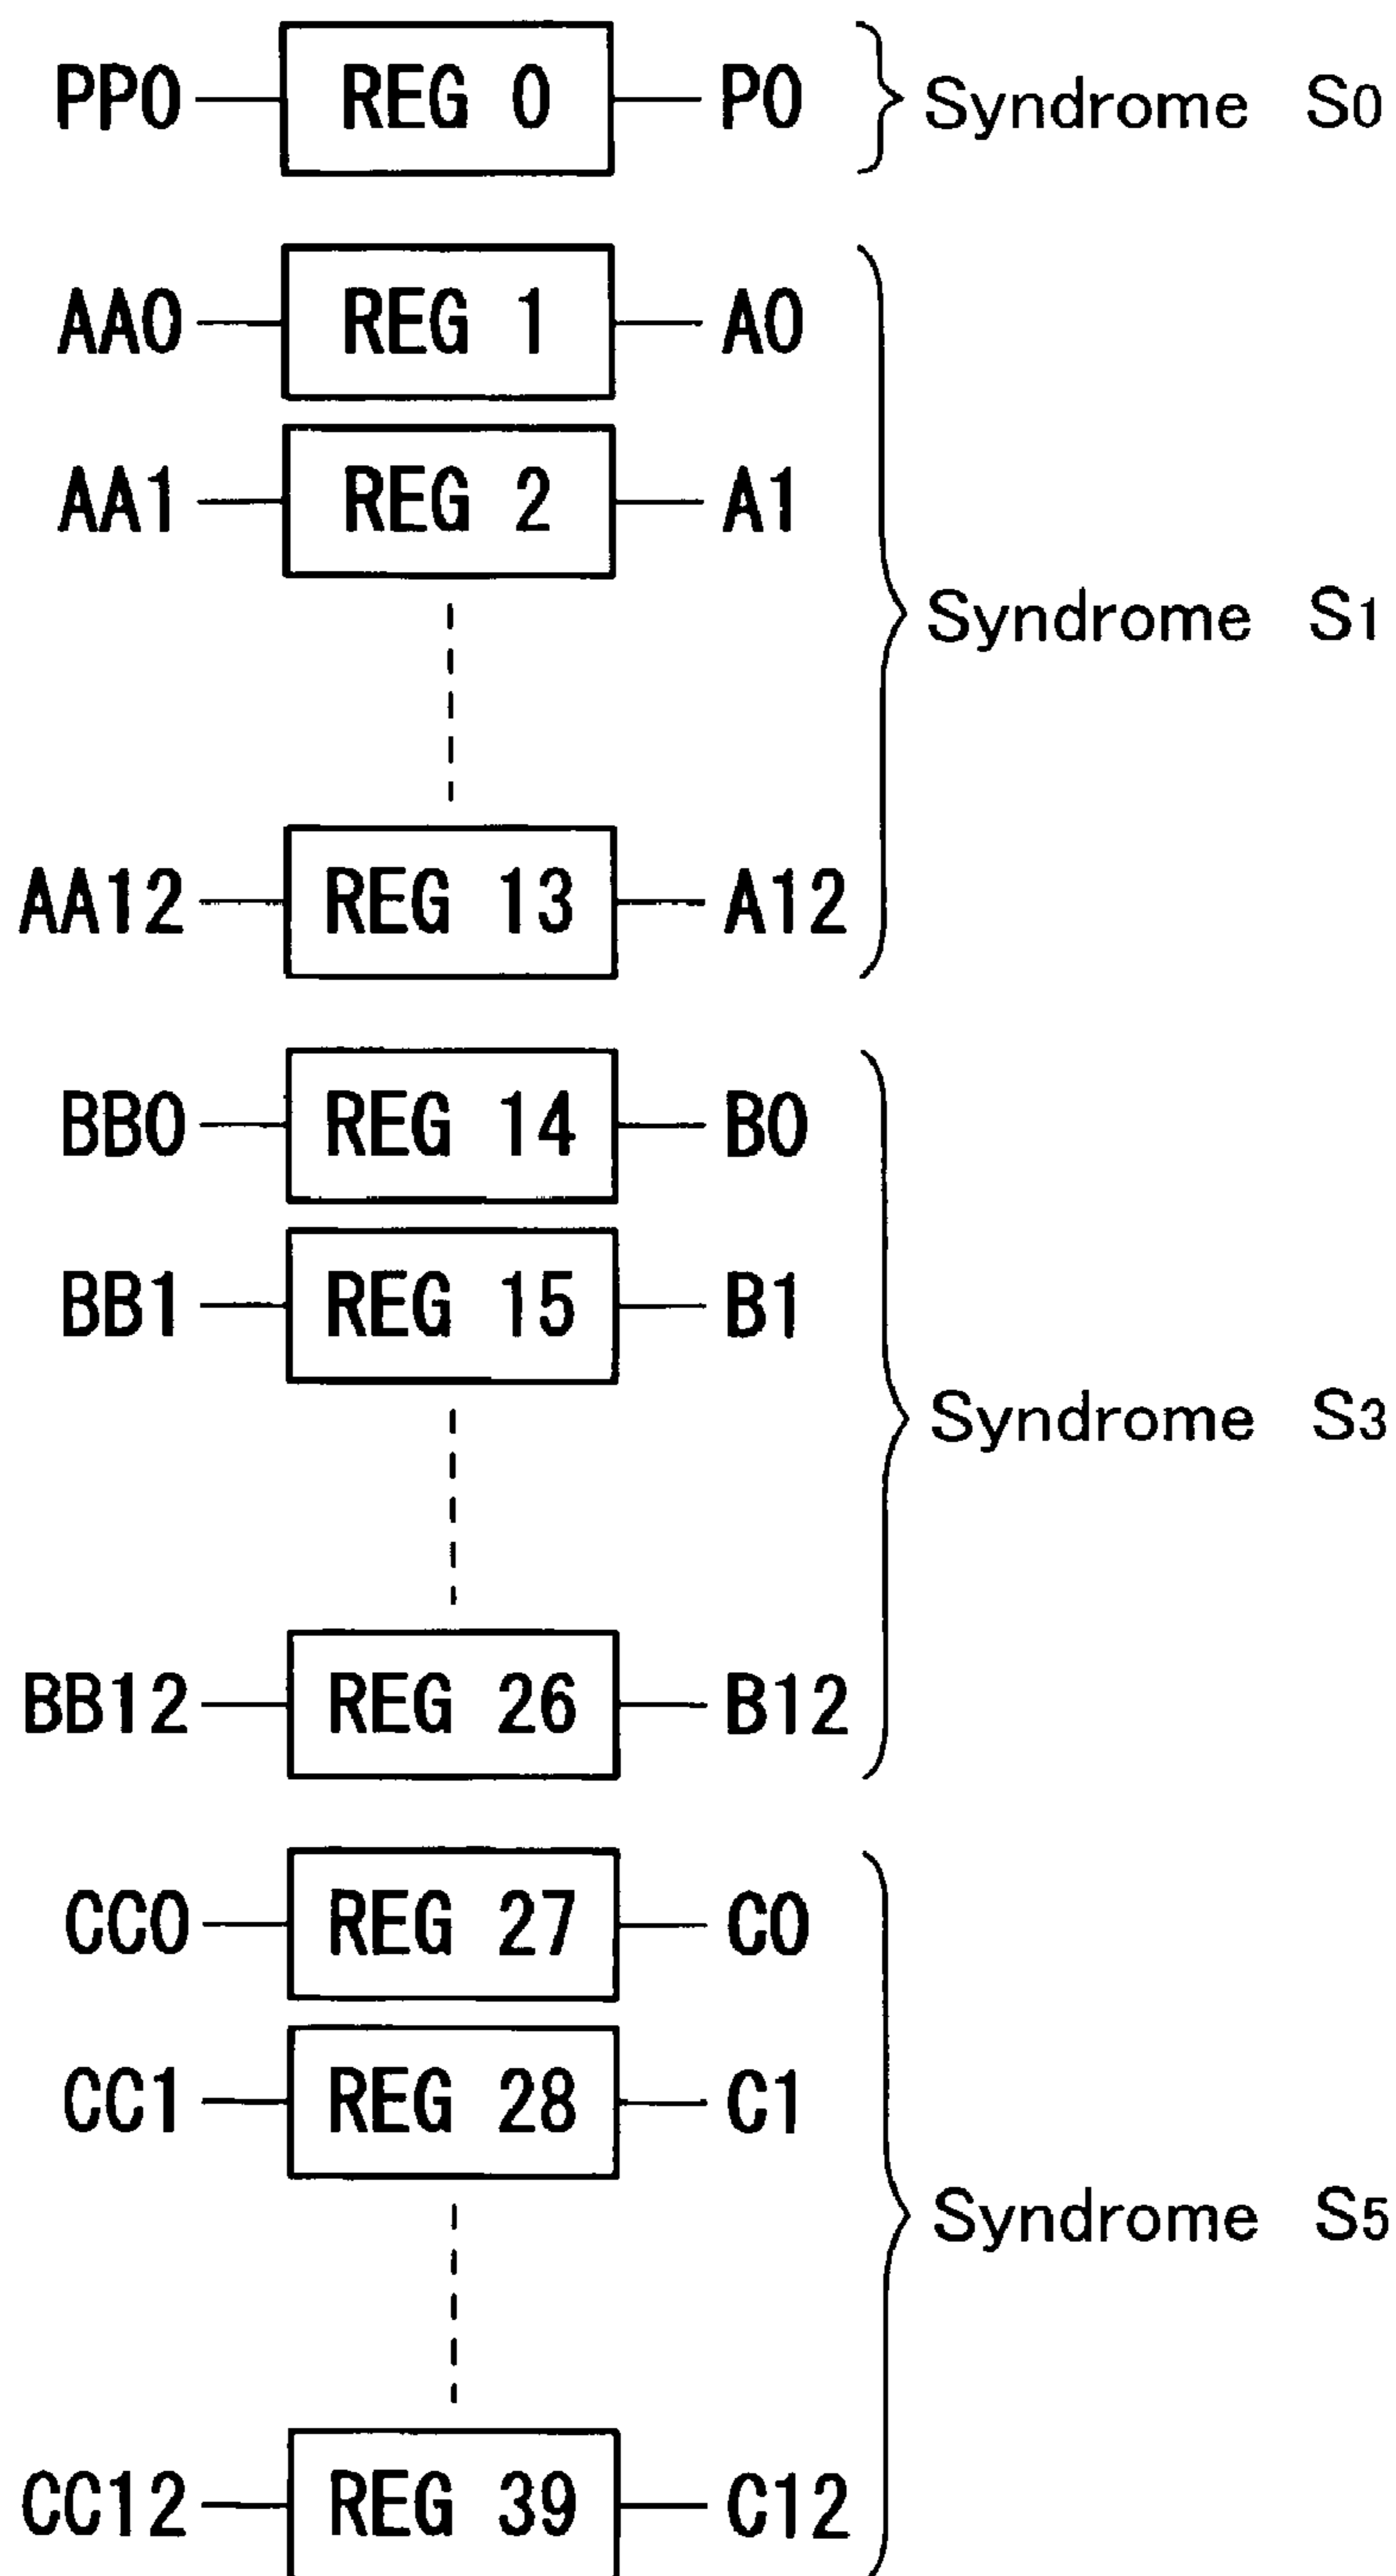 PP0 REG 0 P0 Syndrome S0
AA0 REG 1 A0
AA1 REG 2 A1
Syndrome S1
AA12 REG 13 A12
BB0 REG 14 B0
BB1 REG 15 B1
Syndrome S3
BB12 REG 26 B12
CC0 REG 27 C0
CC1 REG 28 C1
Syndrome S5
CC12 REG 39 C12